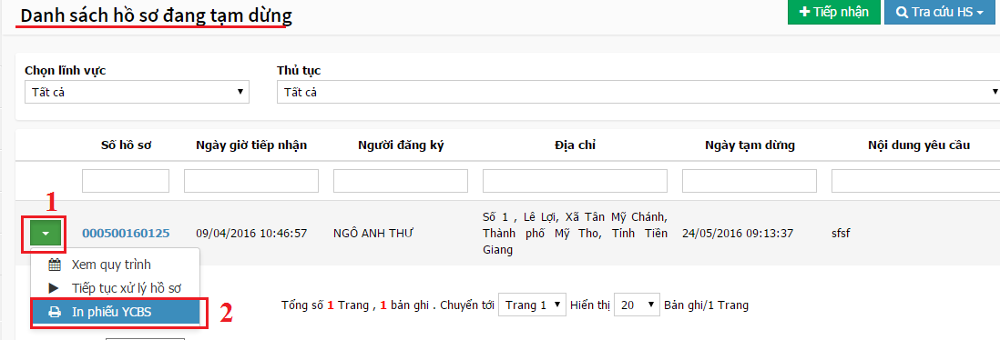 Danh sách hồ sơ đang tạm dừng
Tiếp nhận
Tra cứu HS
Chọn lĩnh vực
Thủ tục
Tất cả
Tất cả
Số hồ sơ
Ngày giờ tiếp nhận
Người đăng ký
Địa chỉ
Ngày tạm dừng
Nội dung yêu cầu
1
000500160125
09/04/2016 10:46:57
NGÔ ANH THƯ
Số 1 , Lê Lợi, Xã Tân Mỹ Chánh,
Thành phố Mỹ Tho, Tỉnh Tiền
Giang
24/05/2016 09:13:37
sfsf
Xem quy trình
Tiếp tục xử lý hồ sơ
In phiếu YCBS
2
Tổng số 1 Trang , 1 bản ghi . Chuyển tới Trang 1 Hiển thị 20 Bản ghi/1 Trang